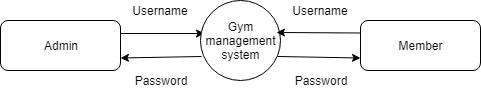 Username
Username
Admin
Gym
management
system
Member
Password
Password